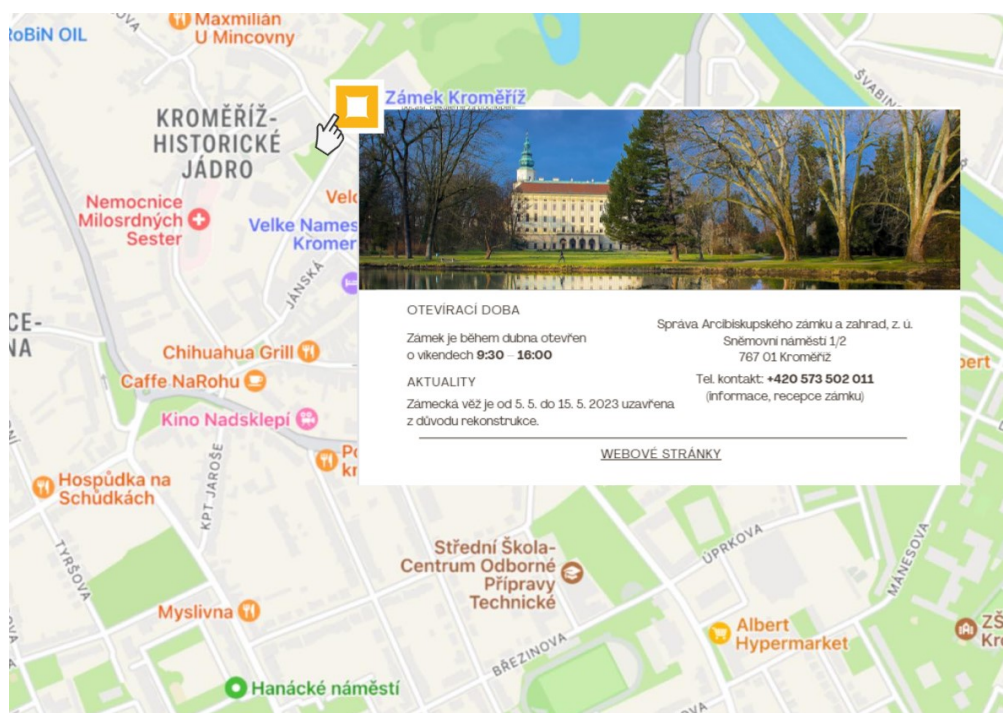 RoBiN OIL
Maxmilián
U Mincovny
Zámek Kroměříž
ŠVABIN
KROMĚŘÍŽ-
HISTORICKÉ
JÁDRO
Nemocnice
Milosrdných
Sester
Velke Names
Kromer
JÁNSKÁ
OTEVÍRACÍ DOBA
Zámek je během dubna otevřen
o víkendech 9:30 – 16:00
AKTUALITY
Zámecká věž je od 5. 5. do 15. 5. 2023 uzavřena
z důvodu rekonstrukce.
Správa Arcibiskupského zámku a zahrad, z. ú.
Sněmovní náměstí 1/2
767 01 Kroměříž
Tel. kontakt: +420 573 502 011
(informace, recepce zámku)
WEBOVÉ STRÁNKY
Chihuahua Grill
Caffe NaRohu
Kino Nadsklepí
Hospůdka na
Schůdkách
KPT JAROŠE
TYRŠOVA
Střední Škola-
Centrum Odborné
Přípravy
Technické
ÚPRKOVA
MÁNESOVA
Myslivna
Albert
Hypermarket
ZŠ
Kro
BŘEZINOVA
Hanácké náměstí